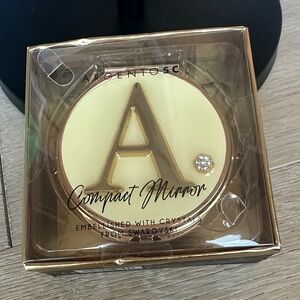 ARGENTO SC
A
Compact Mirror
EMBELLISHED WITH CRYSTALS
FROM SWAROVSKI